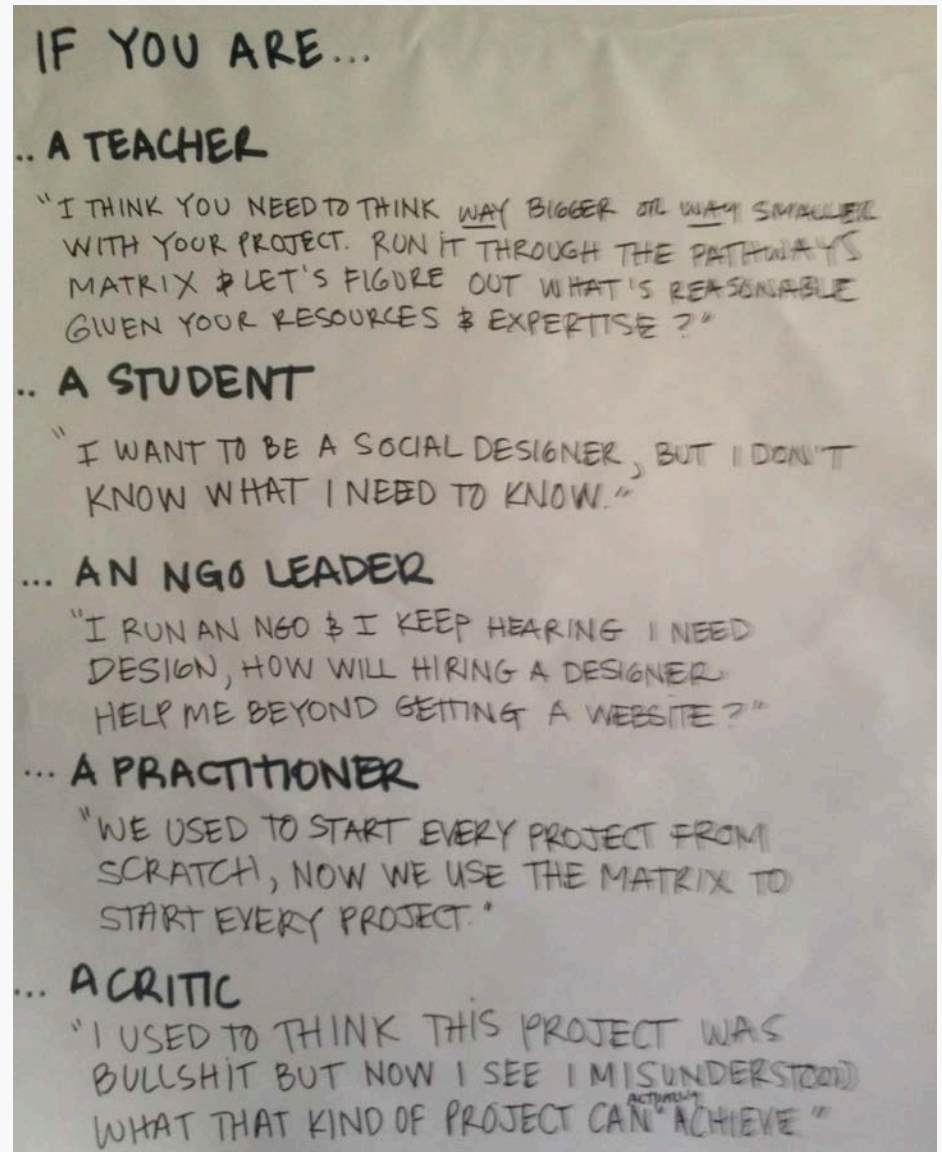 IF YOU ARE...
.. A TEACHER
"I THINK YOU NEED TO THINK WAY BIGGER OR WAY SMALLER
WITH YOUR PROJECT. RUN IT THROUGH THE PATHWAYS
MATRIX & LET'S FIGURE OUT WHAT'S REASONABLE
GIVEN YOUR RESOURCES & EXPERTISE?"
.. A STUDENT
"I WANT TO BE A SOCIAL DESIGNER, BUT I DON'T
KNOW WHAT I NEED TO KNOW."
... AN NGO LEADER
"I RUN AN NGO & I KEEP HEARING I NEED
DESIGN, HOW WILL HIRING A DESIGNER
HELP ME BEYOND GETTING A WEBSITE?"
... A PRACTITIONER
"WE USED TO START EVERY PROJECT FROM
SCRATCH, NOW WE USE THE MATRIX TO
START EVERY PROJECT."
... A CRITIC
"I USED TO THINK THIS PROJECT WAS
BULLSHIT BUT NOW I SEE I MISUNDERSTOOD
WHAT THAT KIND OF PROJECT CAN ACTUALLY ACHIEVE"